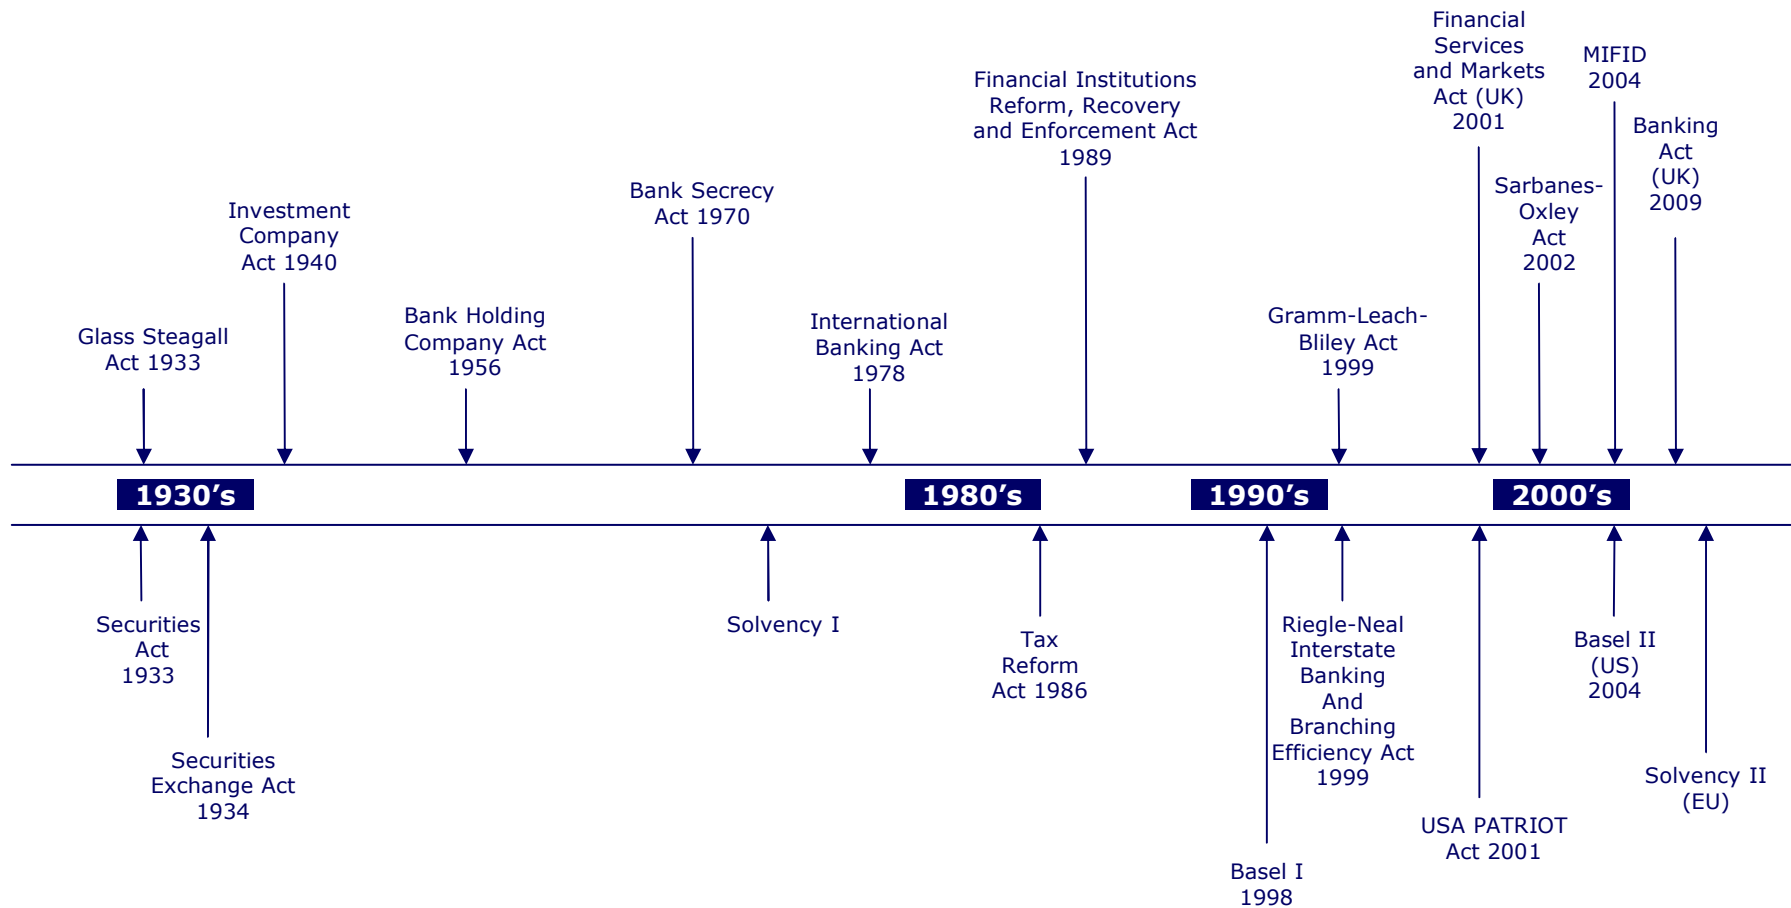 Financial
Services
and Markets
Act (UK)
2001
MIFID
2004
Financial Institutions
Reform, Recovery
and Enforcement Act
1989
Banking
Act
(UK)
2009
Bank Secrecy
Act 1970
Sarbanes-
Oxley
Act
2002
Investment
Company
Act 1940
Glass Steagall
Act 1933
Bank Holding
Company Act
1956
International
Banking Act
1978
Gramm-Leach-
Bliley Act
1999
1930’s
1980’s
1990’s
2000’s
Securities
Act
1933
Securities
Exchange Act
1934
Solvency I
Tax
Reform
Act 1986
Basel I
1998
Riegle-Neal
Interstate
Banking
And
Branching
Efficiency Act
1999
USA PATRIOT
Act 2001
Basel II
(US)
2004
Solvency II
(EU)